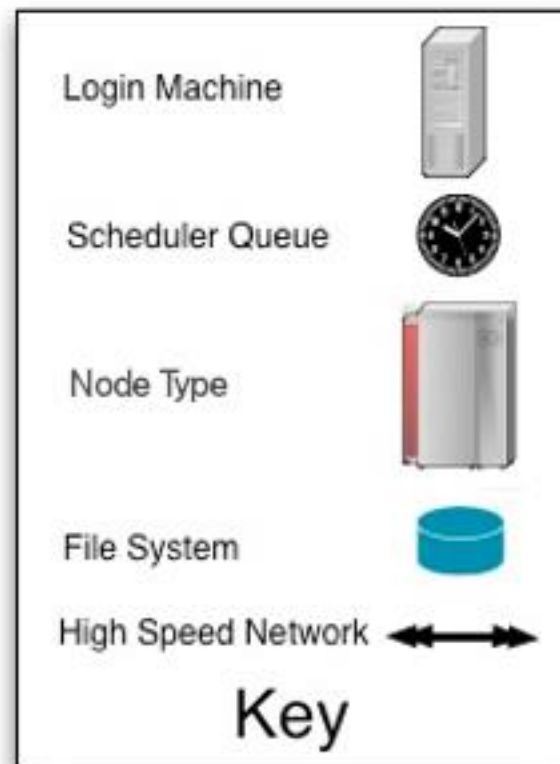 Login Machine
Scheduler Queue
Node Type
File System
High Speed Network
Key